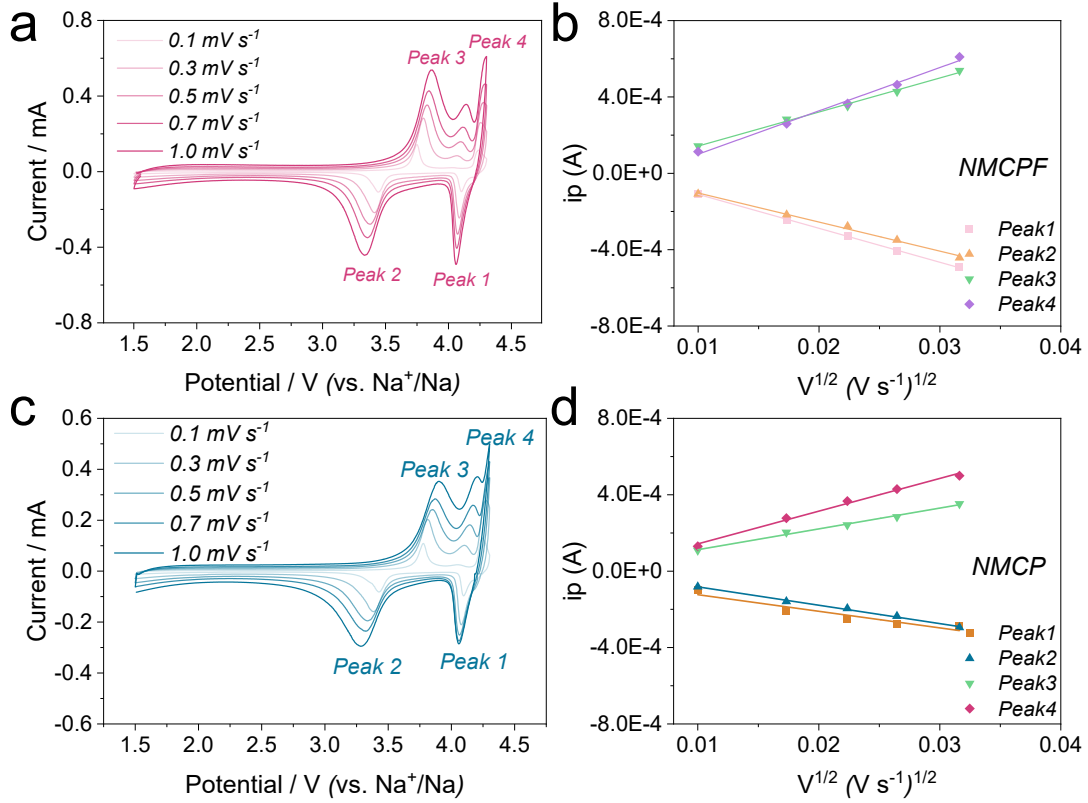 a
0.1 mV s⁻¹
0.3 mV s⁻¹
0.5 mV s⁻¹
0.7 mV s⁻¹
1.0 mV s⁻¹
Peak 3
Peak 4
Peak 2
Peak 1
0.8
0.4
0.0
-0.4
-0.8
Current / mA
1.5
2.0
2.5
3.0
3.5
4.0
4.5
Potential / V (vs. Na⁺/Na)
b
8.0E-4
4.0E-4
0.0E+0
-4.0E-4
-8.0E-4
ip (A)
NMCPF
Peak1
Peak2
Peak3
Peak4
0.01
0.02
0.03
0.04
V¹ᐟ² (V s⁻¹)¹ᐟ²
c
0.1 mV s⁻¹
0.3 mV s⁻¹
0.5 mV s⁻¹
0.7 mV s⁻¹
1.0 mV s⁻¹
Peak 4
Peak 3
Peak 2
Peak 1
0.6
0.4
0.2
0.0
-0.2
-0.4
-0.6
Current / mA
1.5
2.0
2.5
3.0
3.5
4.0
4.5
Potential / V (vs. Na⁺/Na)
d
8.0E-4
4.0E-4
0.0E+0
-4.0E-4
-8.0E-4
ip (A)
NMCP
Peak1
Peak2
Peak3
Peak4
0.01
0.02
0.03
0.04
V¹ᐟ² (V s⁻¹)¹ᐟ²